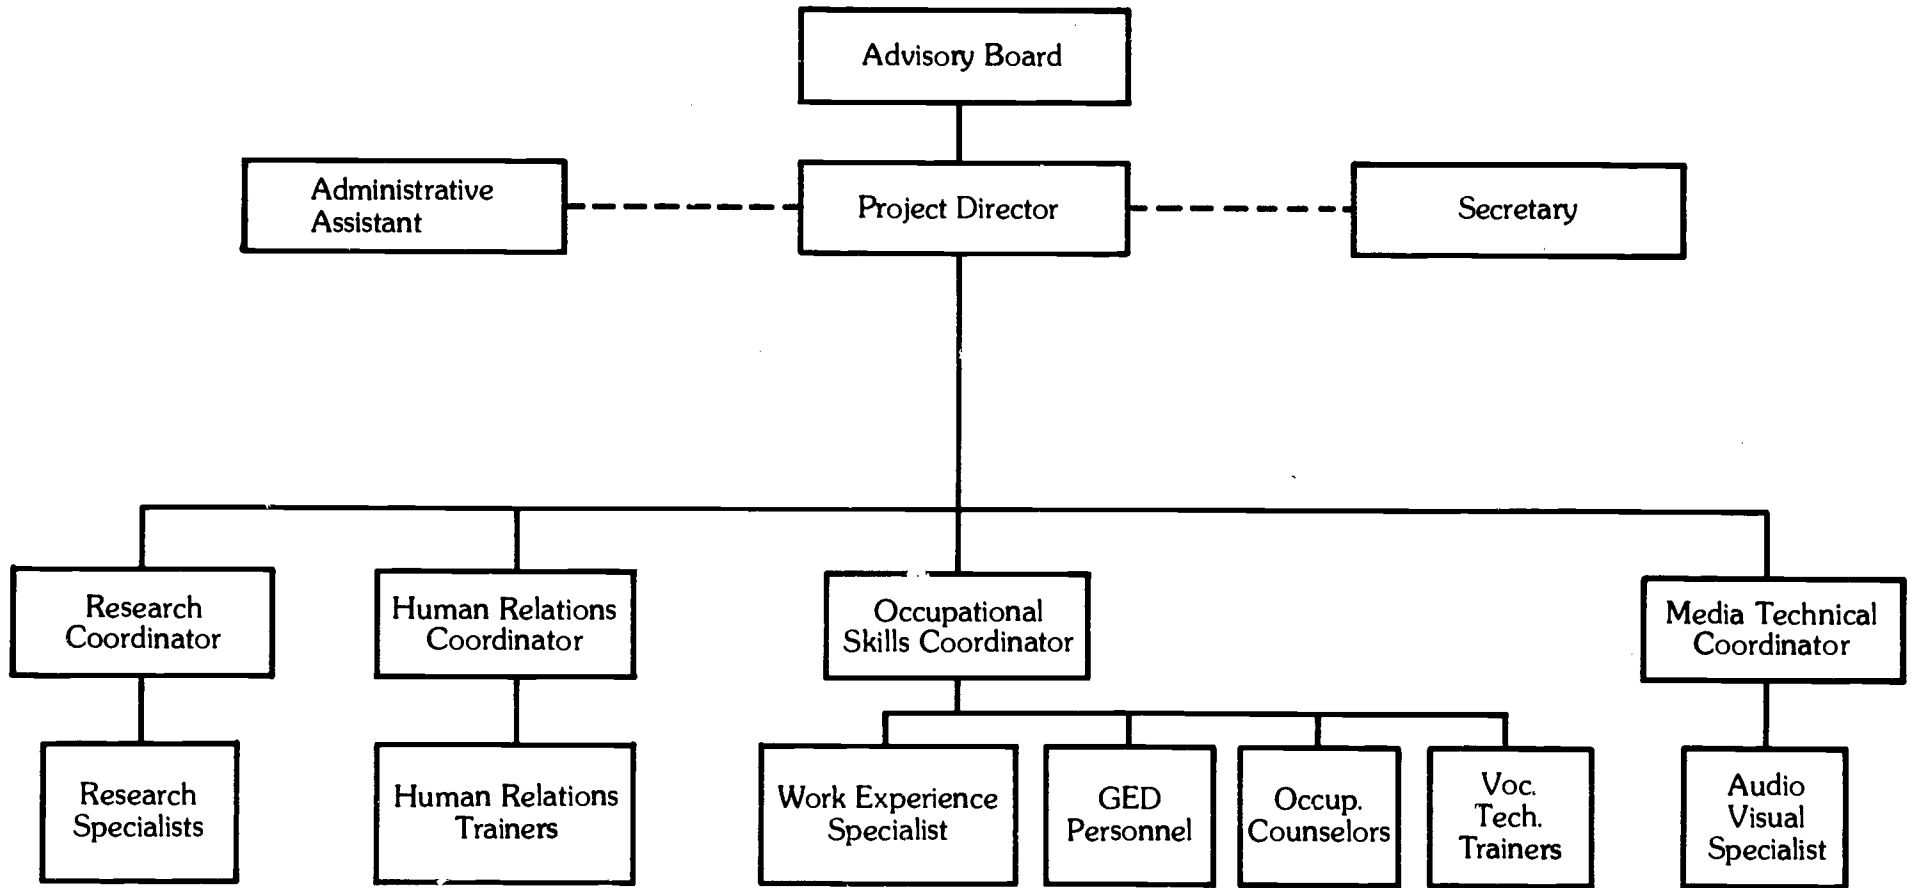 Advisory Board
Administrative
Assistant
Project Director
Secretary
Research
Coordinator
Human Relations
Coordinator
Occupational
Skills Coordinator
Media Technical
Coordinator
Research
Specialists
Human Relations
Trainers
Work Experience
Specialist
GED
Personnel
Occup.
Counselors
Voc.
Tech.
Trainers
Audio
Visual
Specialist